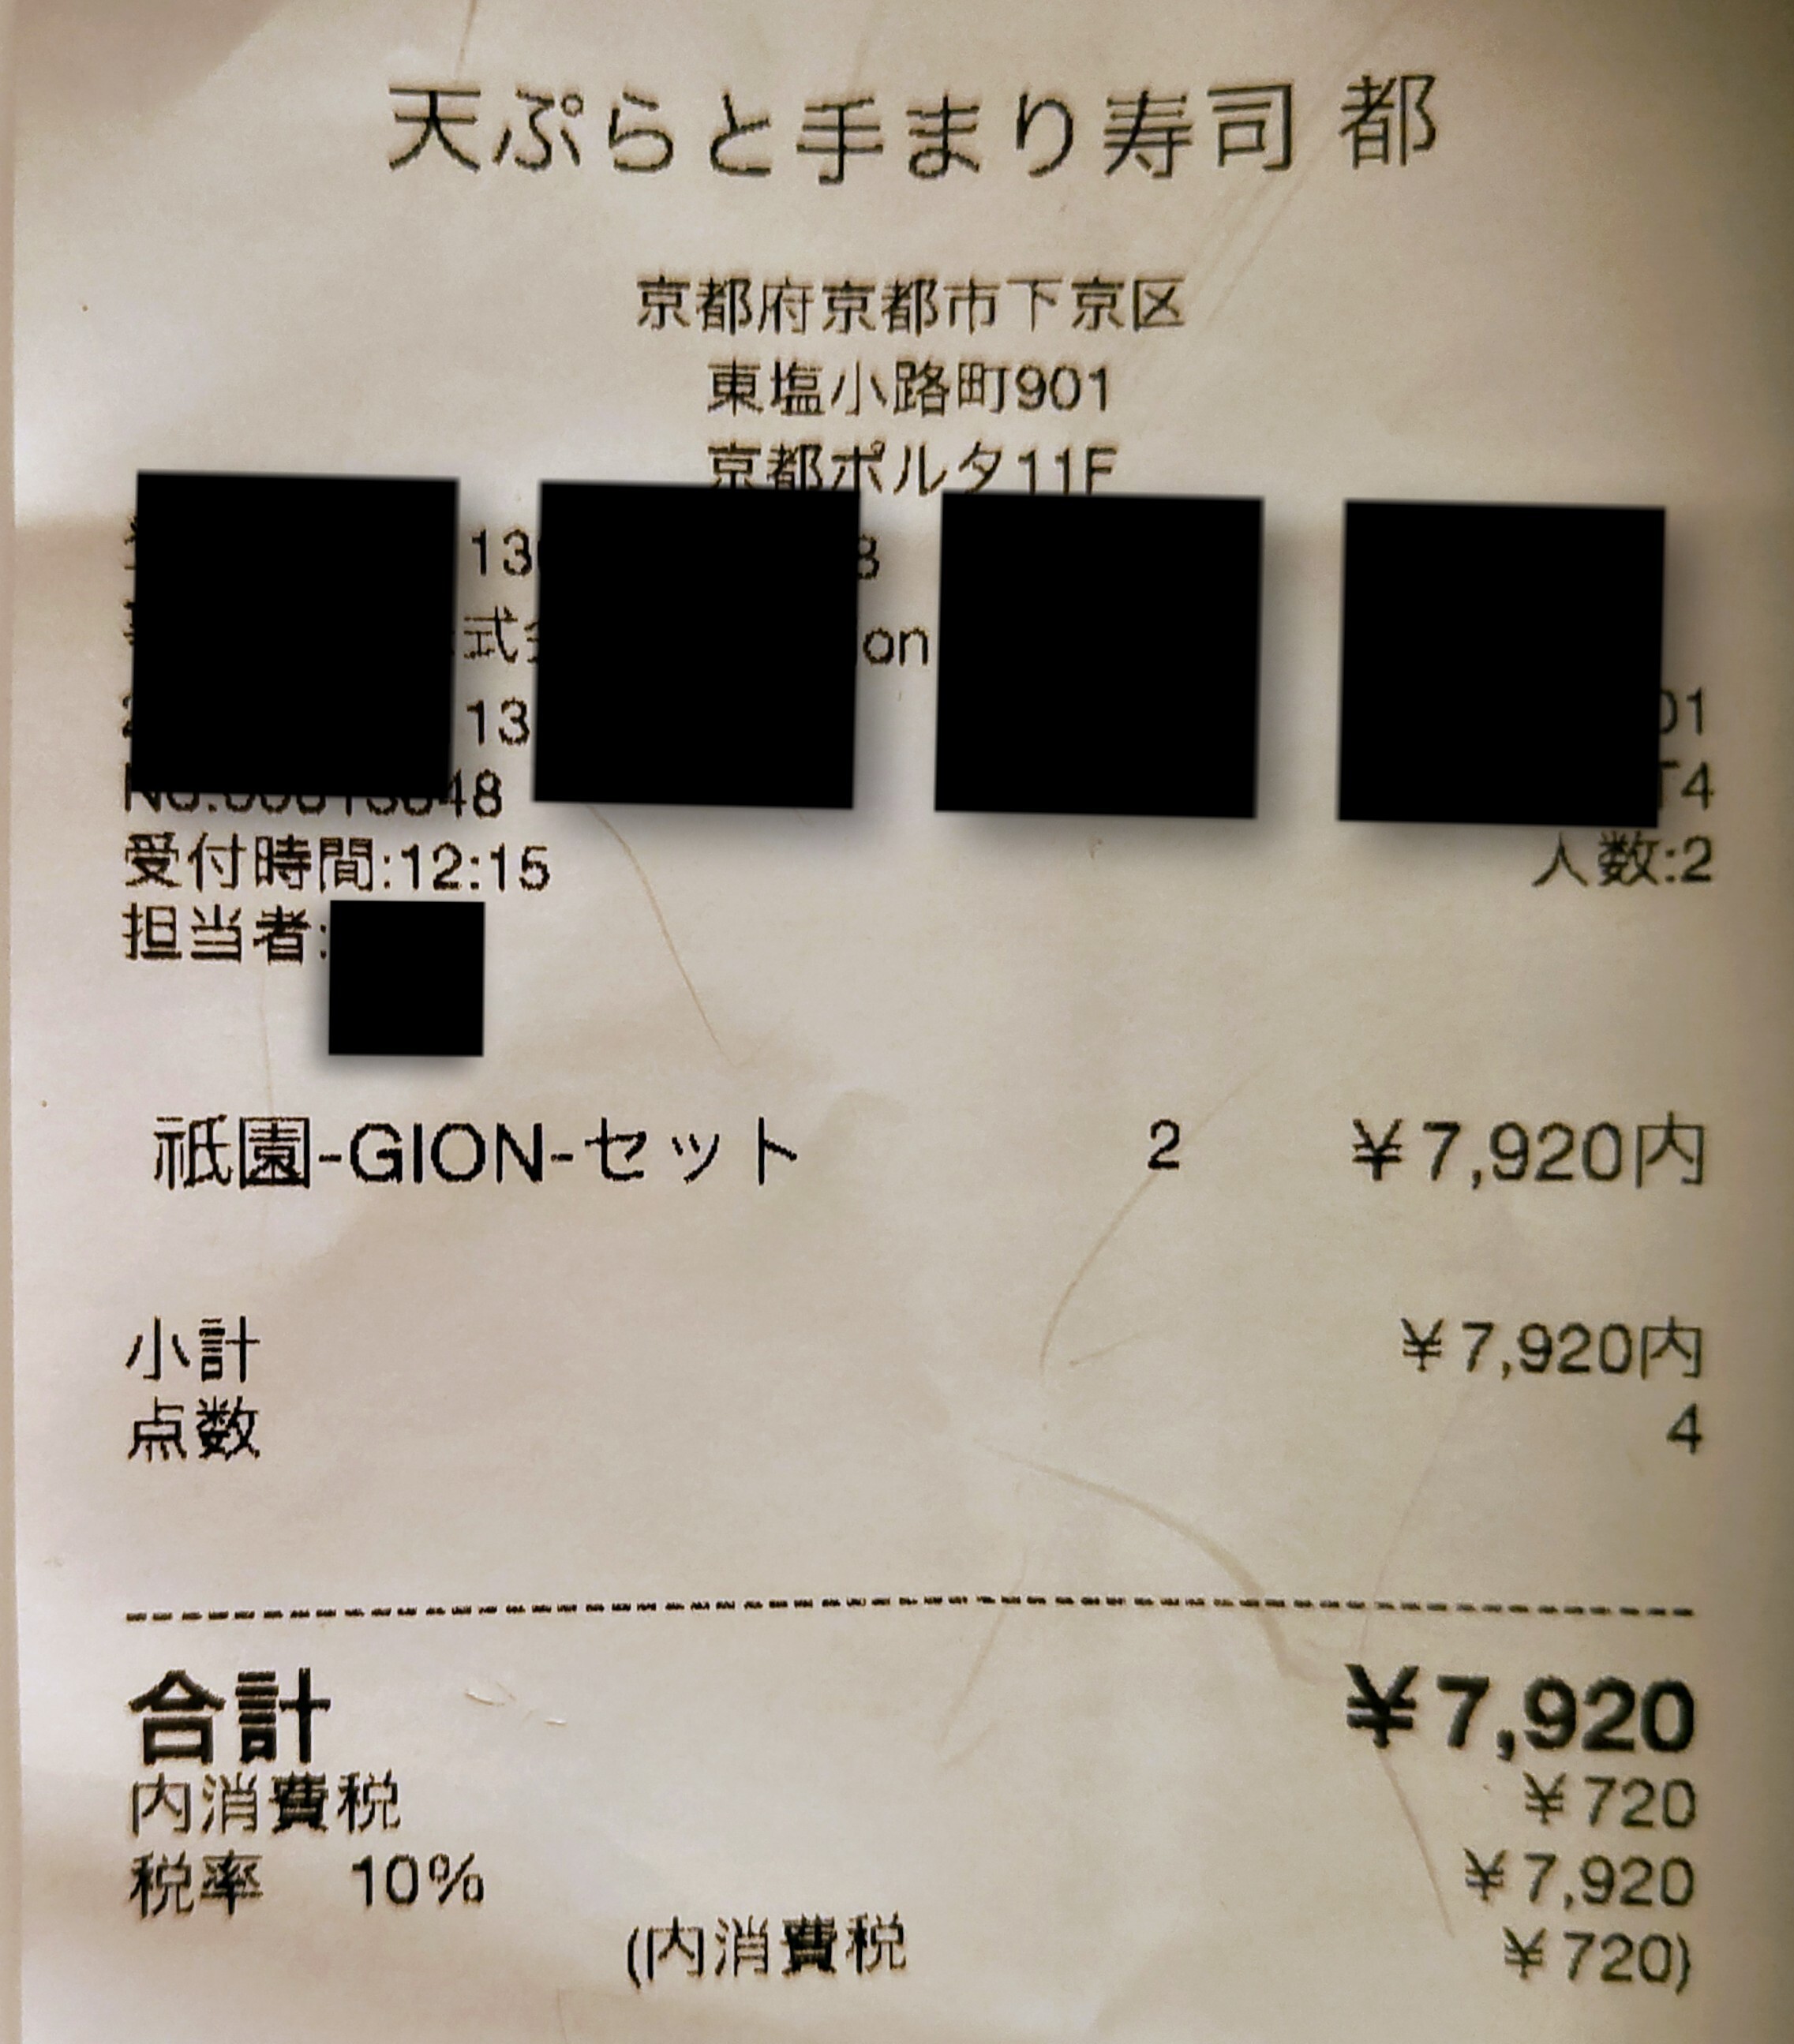 天ぷらと手まり寿司 都
京都府京都市下京区
東塩小路町901
京都ポルタ11F
受付時間:12:15 人数:2
担当者:
祇園-GION-セット 2 ¥7,920内
小計 ¥7,920内
点数 4
合計 ¥7,920
内消費税 ¥720
税率 10% ¥7,920
(内消費税 ¥720)